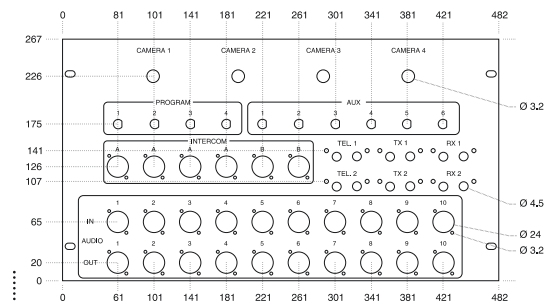 0 61 101 141 181 221 261 301 341 381 421 482
267
CAMERA 1 CAMERA 2 CAMERA 3 CAMERA 4
226
Ø 3.2
PROGRAM AUX
1 2 3 4 1 2 3 4 5 6
175
INTERCOM
TEL. 1 TX 1 RX 1
141
A A A A B B
126
107
TEL. 2 TX 2 RX 2
Ø 4.5
1 2 3 4 5 6 7 8 9 10
65 IN
Ø 24
AUDIO
Ø 3.2
1 2 3 4 5 6 7 8 9 10
20 OUT
0
0 61 101 141 181 221 261 301 341 381 421 482